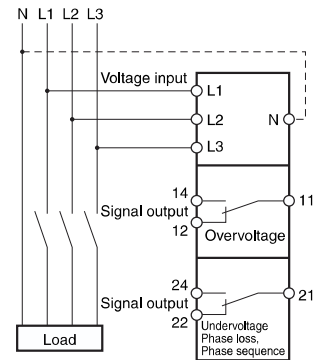 N L1 L2 L3
Voltage input
L1
L2
N
L3
14
11
Signal output
12
Overvoltage
24
21
Signal output
22
Undervoltage
Phase loss,
Phase sequence
Load